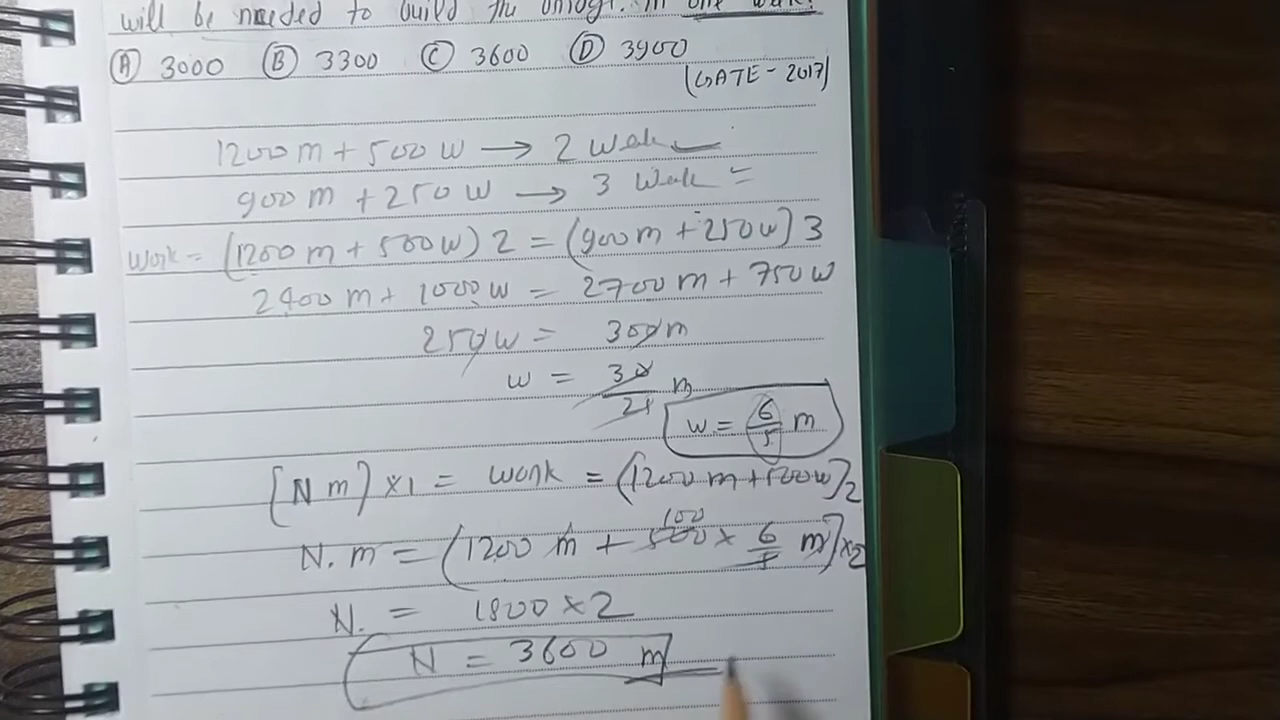 will be needed to build the bridge in one week?
Ⓐ 3000 Ⓑ 3300 Ⓒ 3600 Ⓓ 3900
(GATE - 2017)
1200 m + 500 w → 2 Week
900 m + 250 w → 3 Week =
Work = (1200 m + 500 w) 2 = (900 m + 250 w) 3
2400 m + 1000 w = 2700 m + 750 w
250 w = 300 m
w = 30/25 m
w = 6/5 m
[N m] × 1 = work = (1200 m + 500 w) 2
N. m = (1200 m + 500 100 × 6/5 m) × 2
N. = 1800 × 2
N = 3600 m